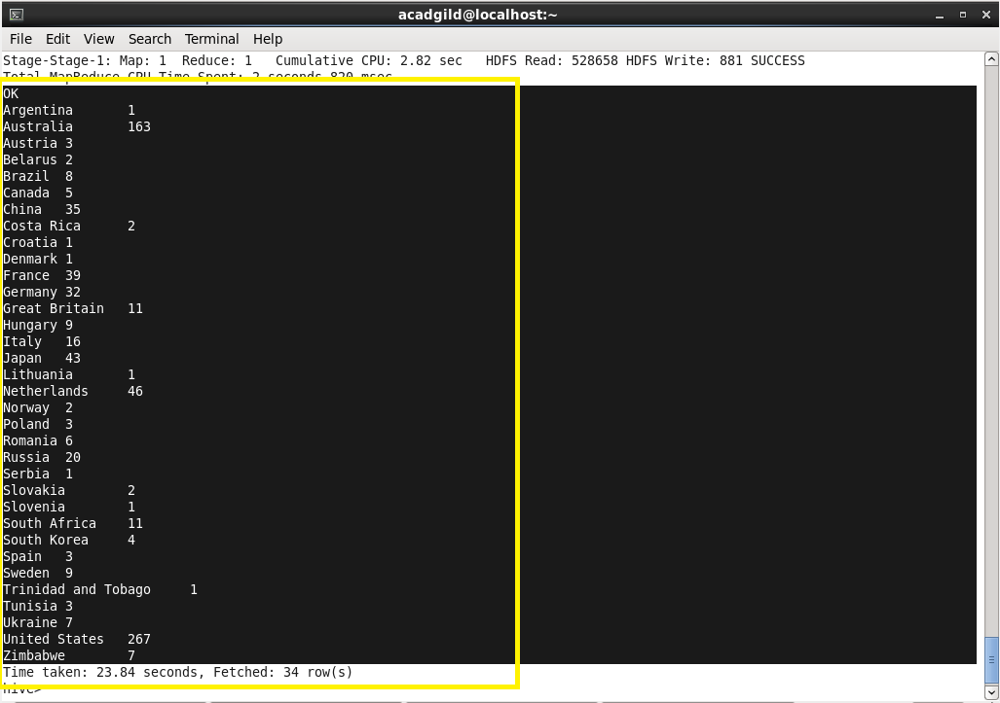 acadgild@localhost:~
File Edit View Search Terminal Help
Stage-Stage-1: Map: 1 Reduce: 1 Cumulative CPU: 2.82 sec HDFS Read: 528658 HDFS Write: 881 SUCCESS
Total MapReduce CPU Time Spent: 2 seconds 820 msec
OK
Argentina 1
Australia 163
Austria 3
Belarus 2
Brazil 8
Canada 5
China 35
Costa Rica 2
Croatia 1
Denmark 1
France 39
Germany 32
Great Britain 11
Hungary 9
Italy 16
Japan 43
Lithuania 1
Netherlands 46
Norway 2
Poland 3
Romania 6
Russia 20
Serbia 1
Slovakia 2
Slovenia 1
South Africa 11
South Korea 4
Spain 3
Sweden 9
Trinidad and Tobago 1
Tunisia 3
Ukraine 7
United States 267
Zimbabwe 7
Time taken: 23.84 seconds, Fetched: 34 row(s)
hive>